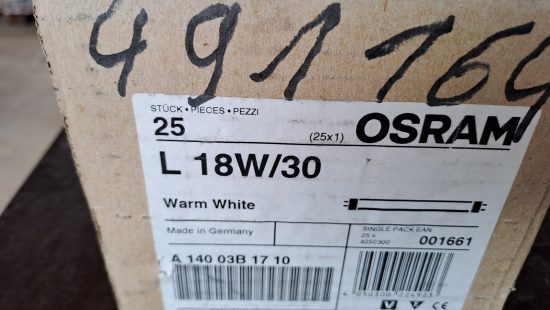 491164
STÜCK • PIECES • PEZZI
25
(25x1)
OSRAM
L 18W/30
Warm White
Made in Germany
SINGLE PACK EAN
25 x
4050300
001661
A 140 03B 17 10